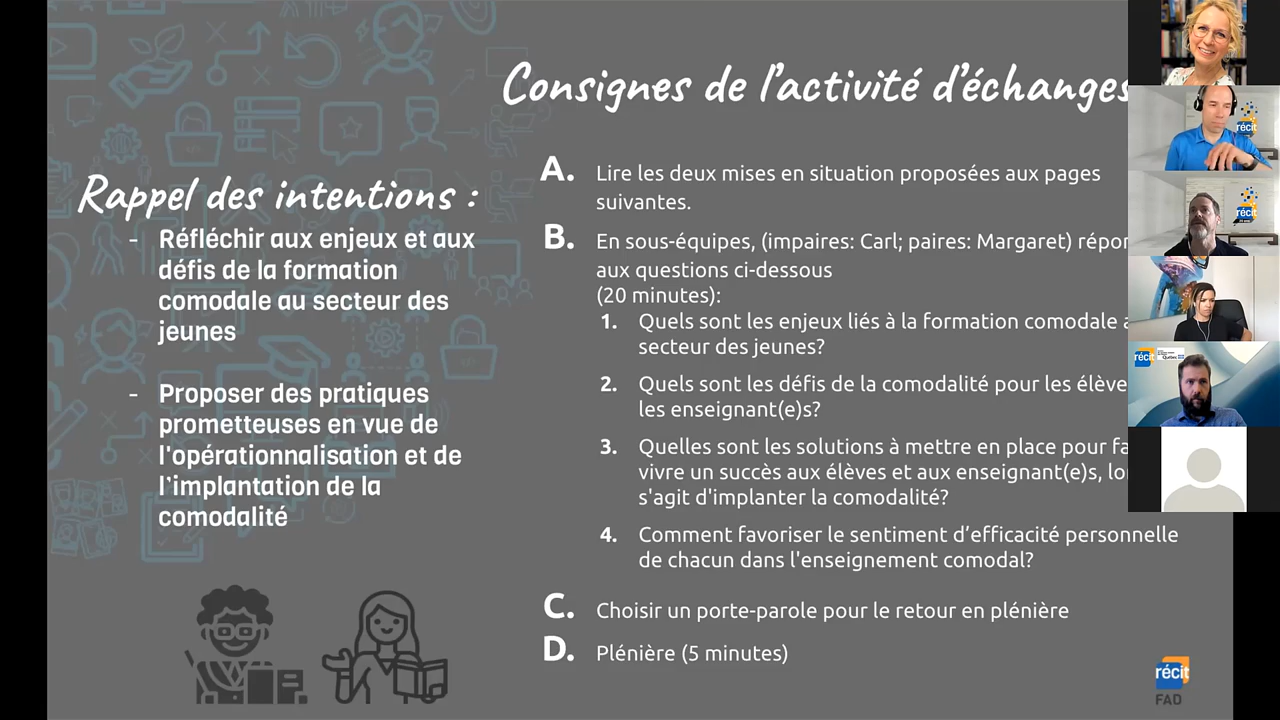 Consignes de l'activité d'échanges
Rappel des intentions :
- Réfléchir aux enjeux et aux
défis de la formation
comodale au secteur des
jeunes
- Proposer des pratiques
prometteuses en vue de
l'opérationnalisation et de
l'implantation de la
comodalité
A. Lire les deux mises en situation proposées aux pages
suivantes.
B. En sous-équipes, (impaires: Carl; paires: Margaret)
aux questions ci-dessous
(20 minutes):
1. Quels sont les enjeux liés à la formation comodale
secteur des jeunes?
2. Quels sont les défis de la comodalité pour les
les enseignant(e)s?
3. Quelles sont les solutions à mettre en place pour
vivre un succès aux élèves et aux enseignant(e)s,
s'agit d'implanter la comodalité?
4. Comment favoriser le sentiment d'efficacité personnelle
de chacun dans l'enseignement comodal?
C. Choisir un porte-parole pour le retour en plénière
D. Plénière (5 minutes)
récit
récit
récit
Québec
récit
FAD